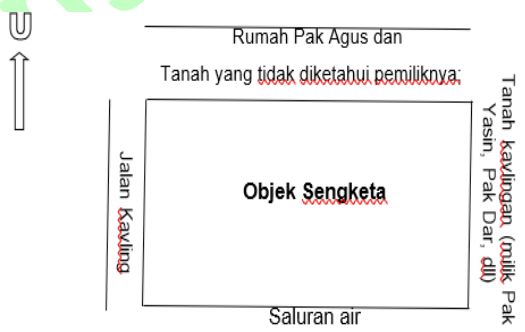 U
Rumah Pak Agus dan
Tanah yang tidak diketahui pemiliknya;
Jalan Kavling
Objek Sengketa
Tanah kavlingan (milik Pak
Yasin, Pak Dar, dll)
Saluran air